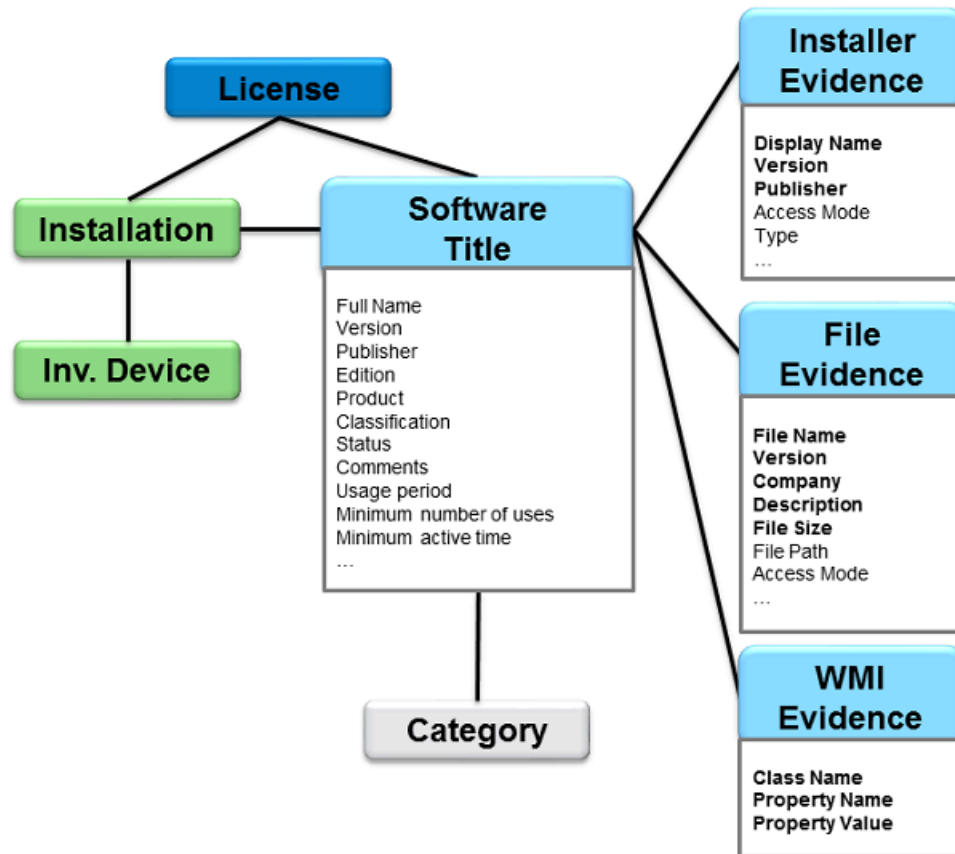 License
Installation
Inv. Device
Software
Title
Full Name
Version
Publisher
Edition
Product
Classification
Status
Comments
Usage period
Minimum number of uses
Minimum active time
...
Category
Installer
Evidence
Display Name
Version
Publisher
Access Mode
Type
...
File
Evidence
File Name
Version
Company
Description
File Size
File Path
Access Mode
...
WMI
Evidence
Class Name
Property Name
Property Value